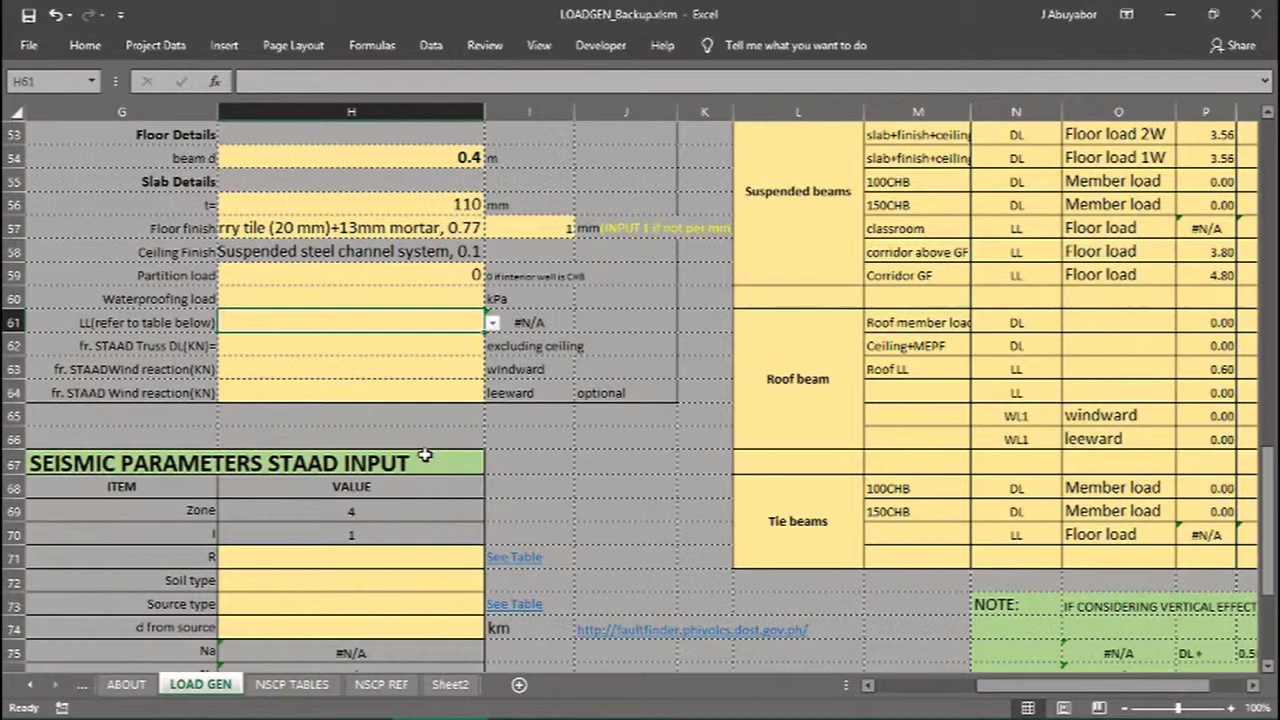 LOADGEN_Backup.xlsm - Excel
J Abuyabor
File Home Project Data Insert Page Layout Formulas Data Review View Developer Help Tell me what you want to do Share
H61 fx
G H I J K L M N O P
53 Floor Details slab+finish+ceiling DL Floor load 2W 3.56
54 beam d 0.4 m slab+finish+ceiling DL Floor load 1W 3.56
55 Slab Details 100CHB DL Member load 0.00
Suspended beams
56 t= 110 mm 150CHB DL Member load 0.00
57 Floor finish rry tile (20 mm)+13mm mortar, 0.77 1 mm(INPUT 1 if not per mm classroom LL Floor load #N/A
58 Ceiling Finish Suspended steel channel system, 0.1 corridor above GF LL Floor load 3.80
59 Partition load 0 0 if interior wall is CHB Corridor GF LL Floor load 4.80
60 Waterproofing load kPa
61 LL(refer to table below) #N/A Roof member load DL 0.00
62 fr. STAAD Truss DL(KN)= excluding ceiling Ceiling+MEPF DL 0.00
63 fr. STAADWind reaction(KN) windward Roof LL LL 0.60
Roof beam
64 fr. STAAD Wind reaction(KN) leeward optional LL 0.00
65 WL1 windward 0.00
66 WL1 leeward 0.00
67 SEISMIC PARAMETERS STAAD INPUT
68 ITEM VALUE 100CHB DL Member load 0.00
69 Zone 4 150CHB DL Member load 0.00
Tie beams
70 I 1 LL Floor load #N/A
71 R See Table
72 Soil type
73 Source type See Table NOTE: IF CONSIDERING VERTICAL EFFECT
74 d from source km http://faultfinder.phivolcs.dost.gov.ph/
75 Na #N/A #N/A DL + 0.5
... ABOUT LOAD GEN NSCP TABLES NSCP REF Sheet2
Ready 100%